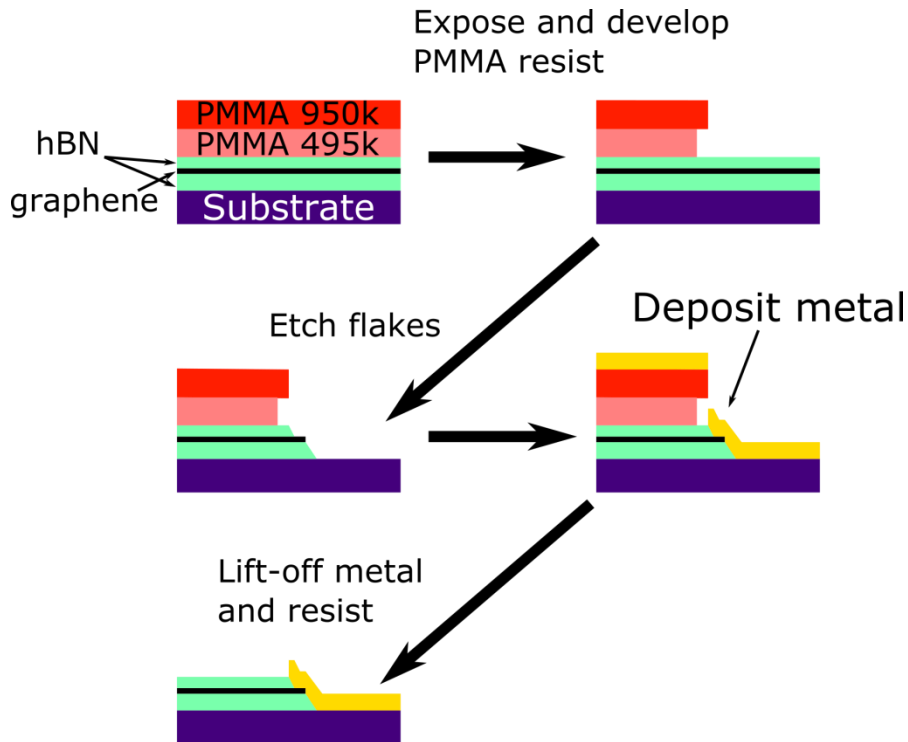 Expose and develop
PMMA resist
PMMA 950k
PMMA 495k
hBN
graphene
Substrate
Etch flakes
Deposit metal
Lift-off metal
and resist